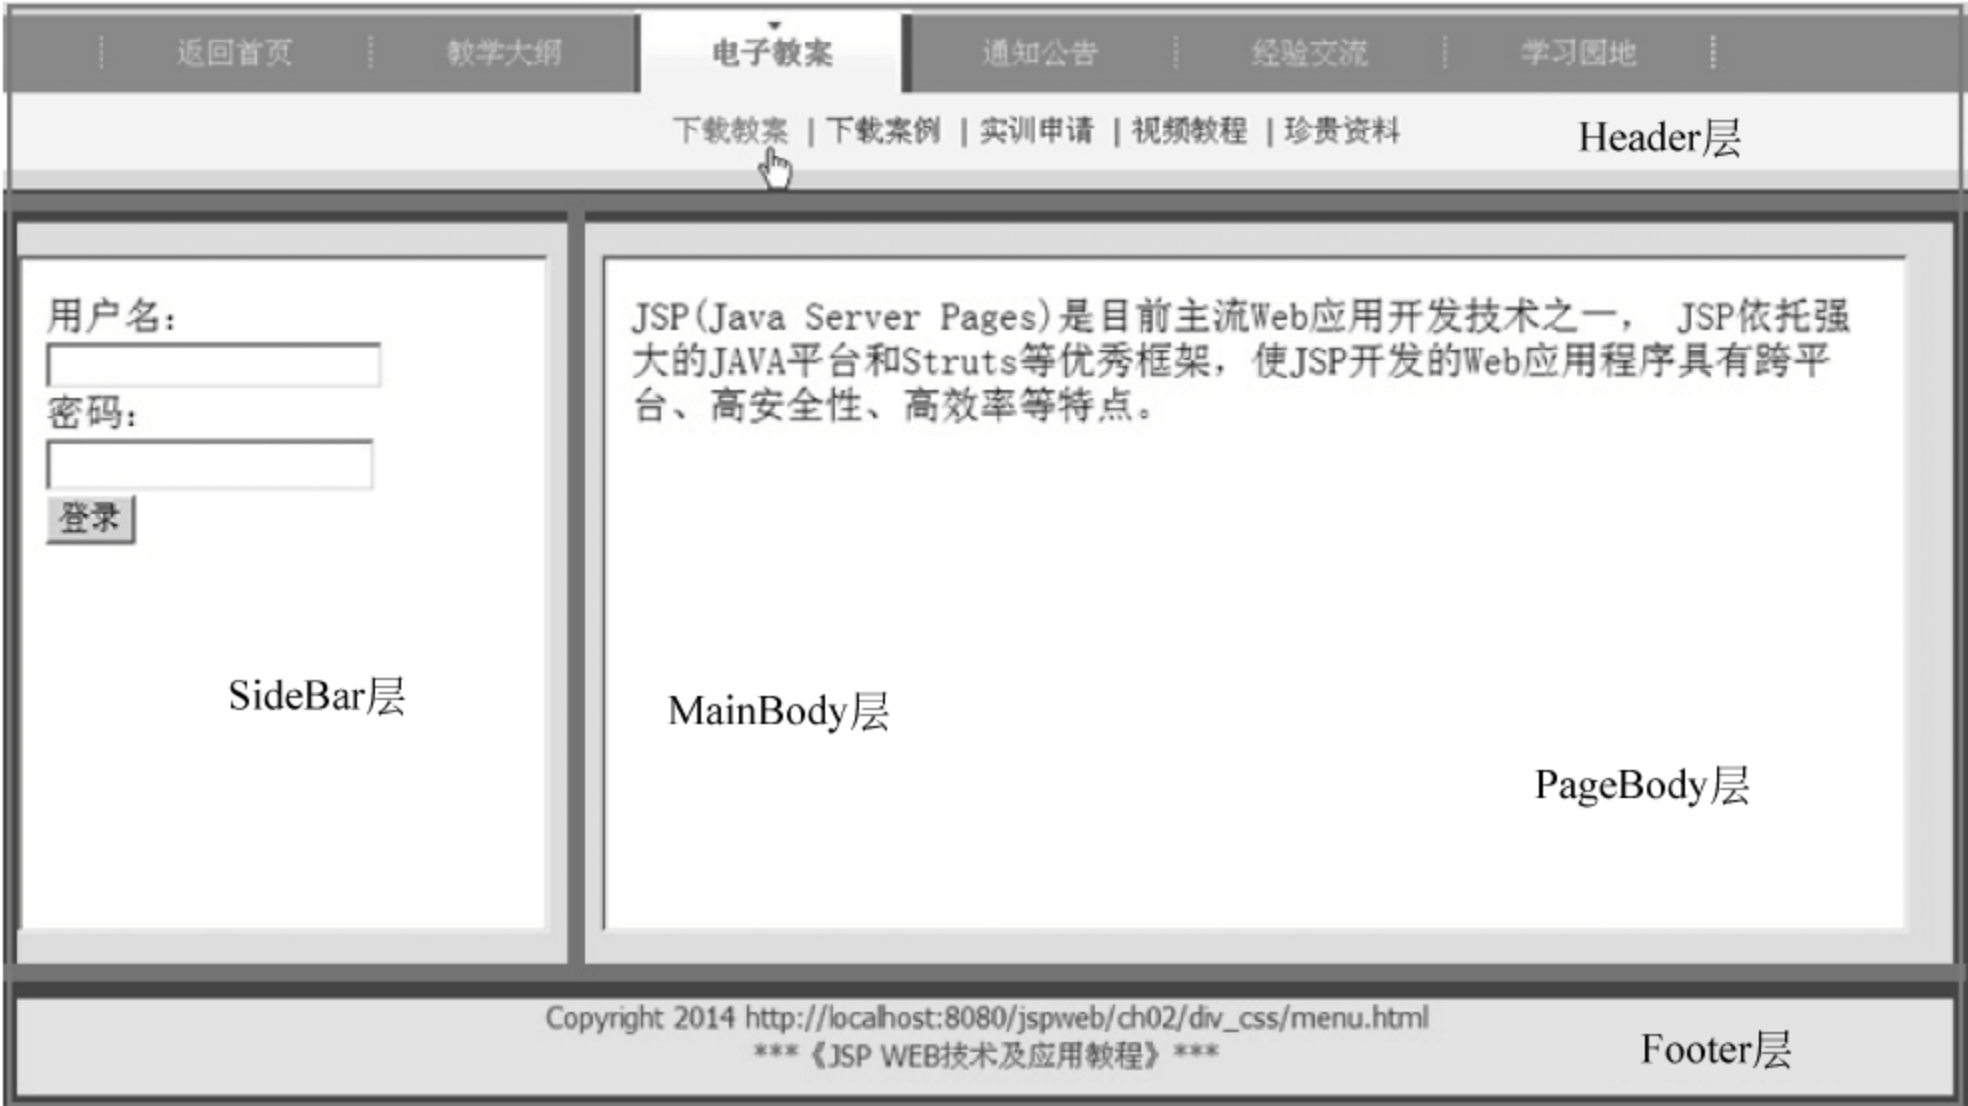 返回首页 教学大纲 电子教案 通知公告 经验交流 学习园地
下载教案 | 下载案例 | 实训申请 | 视频教程 | 珍贵资料
Header层
用户名：
密码：
登录
SideBar层
JSP(Java Server Pages)是目前主流Web应用开发技术之一， JSP依托强
大的JAVA平台和Struts等优秀框架，使JSP开发的Web应用程序具有跨平
台、高安全性、高效率等特点。
MainBody层
PageBody层
Copyright 2014 http://localhost:8080/jspweb/ch02/div_css/menu.html
***《JSP WEB技术及应用教程》***
Footer层